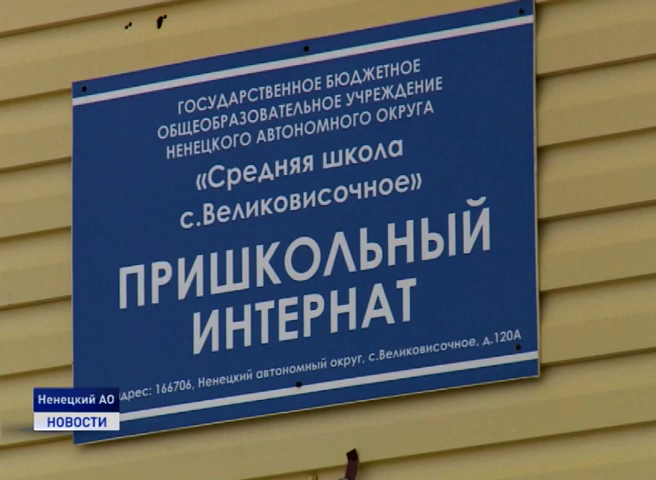 ГОСУДАРСТВЕННОЕ БЮДЖЕТНОЕ
ОБЩЕОБРАЗОВАТЕЛЬНОЕ УЧРЕЖДЕНИЕ
НЕНЕЦКОГО АВТОНОМНОГО ОКРУГА
«Средняя школа
с.Великовисочное»
ПРИШКОЛЬНЫЙ
ИНТЕРНАТ
дрес: 166706, Ненецкий автономный округ, с.Великовисочное, д.120А
Ненецкий АО
НОВОСТИ